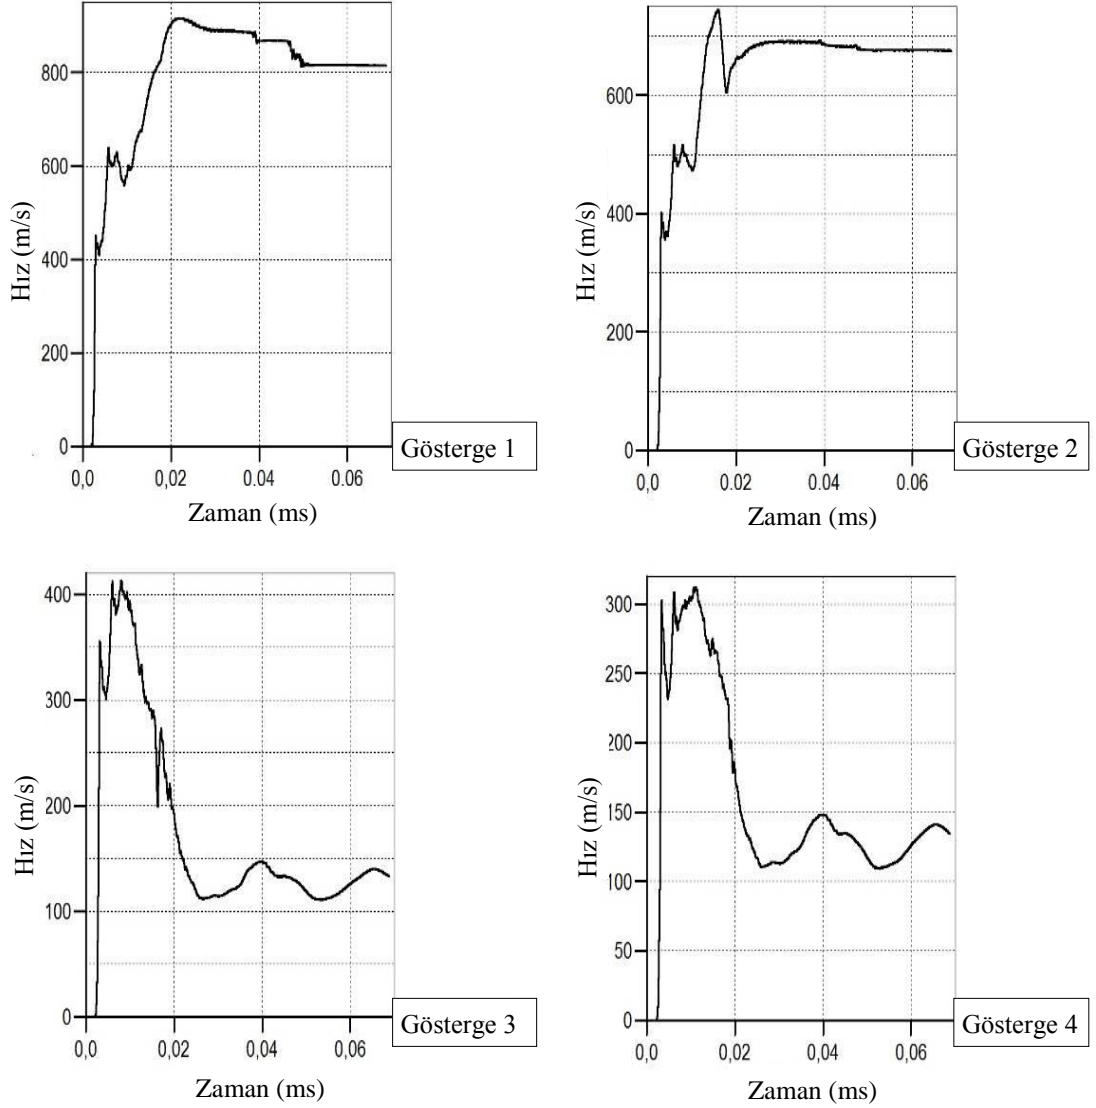 800
600
400
200
0
0,0 0,02 0.04 0.06
Hız (m/s)
Zaman (ms)
Gösterge 1
600
400
200
0
0,0 0.02 0.04 0.06
Hız (m/s)
Zaman (ms)
Gösterge 2
400
300
200
100
0
0,0 0,02 0,04 0,06
Hız (m/s)
Zaman (ms)
Gösterge 3
300
250
200
150
100
50
0
0,0 0,02 0,04 0,06
Hız (m/s)
Zaman (ms)
Gösterge 4